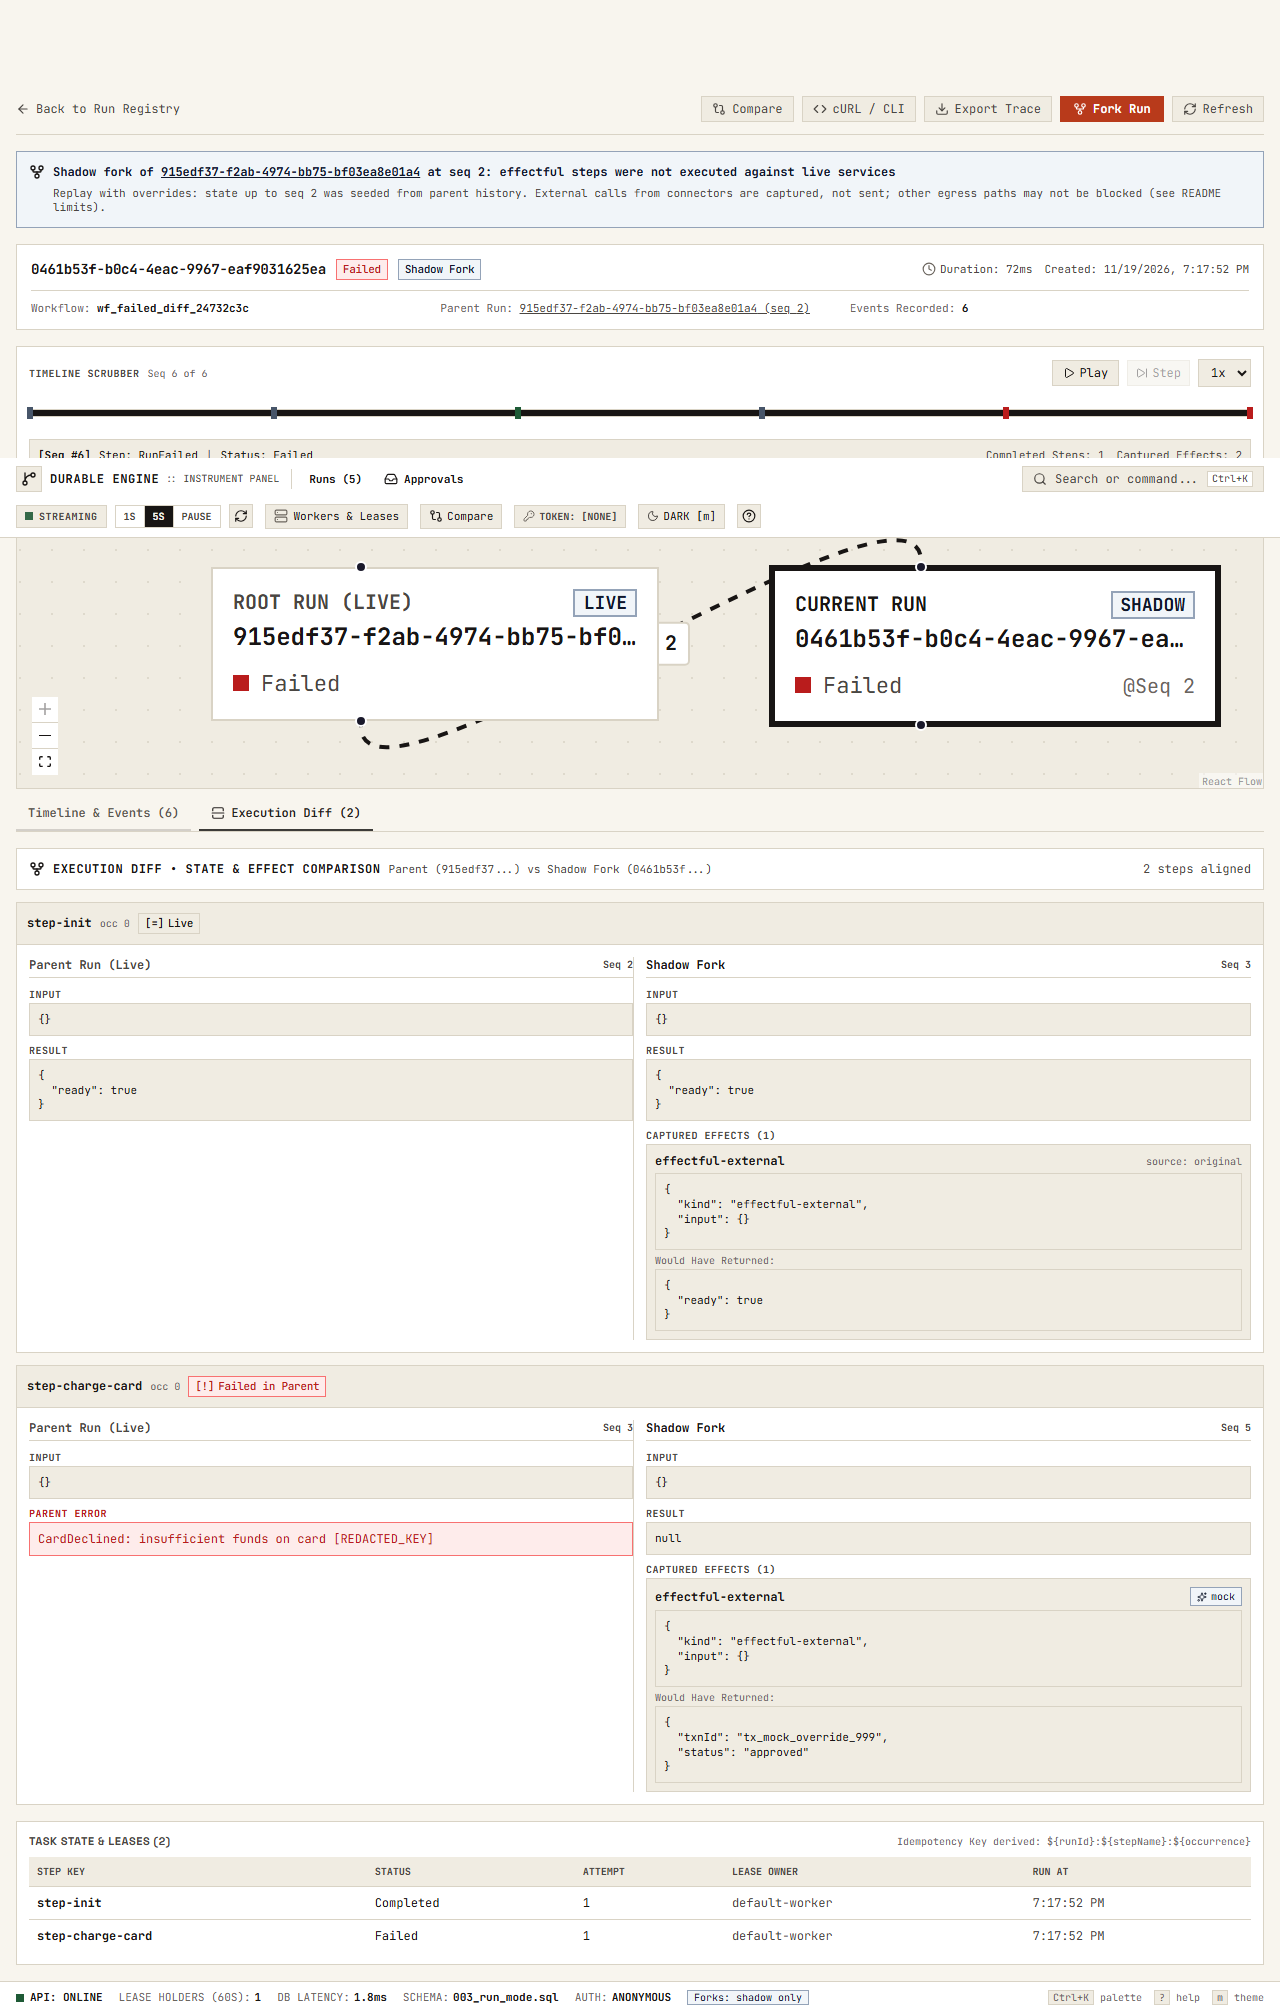 Back to Run Registry
Compare
cURL / CLI
Export Trace
Fork Run
Refresh
Shadow fork of 915edf37-f2ab-4974-bb75-bf03ea8e01a4 at seq 2: effectful steps were not executed against live services
Replay with overrides: state up to seq 2 was seeded from parent history. External calls from connectors are captured, not sent; other egress paths may not be blocked (see README
limits).
0461b53f-b0c4-4eac-9967-eaf9031625ea Failed Shadow Fork
Duration: 72ms Created: 11/19/2026, 7:17:52 PM
Workflow: wf_failed_diff_24732c3c
Parent Run: 915edf37-f2ab-4974-bb75-bf03ea8e01a4 (seq 2)
Events Recorded: 6
TIMELINE SCRUBBER Seq 6 of 6
Play
Step
1x
[Seq #6] Step: RunFailed | Status: Failed
Completed Steps: 1 Captured Effects: 2
DURABLE ENGINE :: INSTRUMENT PANEL
Runs (5)
Approvals
Search or command... Ctrl+K
STREAMING
1S 5S PAUSE
Workers & Leases
Compare
TOKEN: [NONE]
DARK [m]
ROOT RUN (LIVE) LIVE
915edf37-f2ab-4974-bb75-bf0…
Failed
2
CURRENT RUN SHADOW
0461b53f-b0c4-4eac-9967-ea…
Failed @Seq 2
React Flow
Timeline & Events (6)
Execution Diff (2)
EXECUTION DIFF • STATE & EFFECT COMPARISON Parent (915edf37...) vs Shadow Fork (0461b53f...)
2 steps aligned
step-init occ 0 [=] Live
Parent Run (Live) Seq 2
INPUT
{}
RESULT
{
"ready": true
}
Shadow Fork Seq 3
INPUT
{}
RESULT
{
"ready": true
}
CAPTURED EFFECTS (1)
effectful-external source: original
{
"kind": "effectful-external",
"input": {}
}
Would Have Returned:
{
"ready": true
}
step-charge-card occ 0 [!] Failed in Parent
Parent Run (Live) Seq 3
INPUT
{}
PARENT ERROR
CardDeclined: insufficient funds on card [REDACTED_KEY]
Shadow Fork Seq 5
INPUT
{}
RESULT
null
CAPTURED EFFECTS (1)
effectful-external mock
{
"kind": "effectful-external",
"input": {}
}
Would Have Returned:
{
"txnId": "tx_mock_override_999",
"status": "approved"
}
TASK STATE & LEASES (2)
Idempotency Key derived: ${runId}:${stepName}:${occurrence}
STEP KEY STATUS ATTEMPT LEASE OWNER RUN AT
step-init Completed 1 default-worker 7:17:52 PM
step-charge-card Failed 1 default-worker 7:17:52 PM
API: ONLINE LEASE HOLDERS (60S): 1 DB LATENCY: 1.8ms SCHEMA: 003_run_mode.sql AUTH: ANONYMOUS Forks: shadow only
Ctrl+K palette ? help m theme